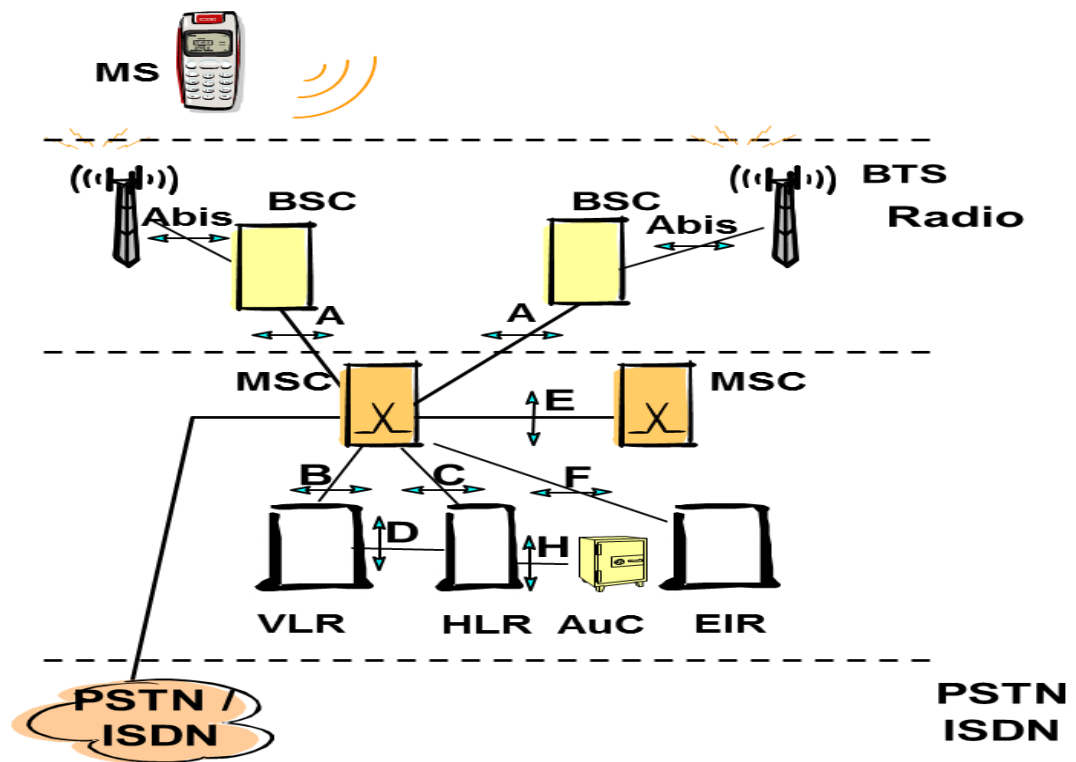 MS
BTS
BSC
BSC
Radio
Abis
Abis
A
A
MSC
MSC
E
B
C
F
D
H
VLR
HLR
AuC
EIR
PSTN /
ISDN
PSTN
ISDN